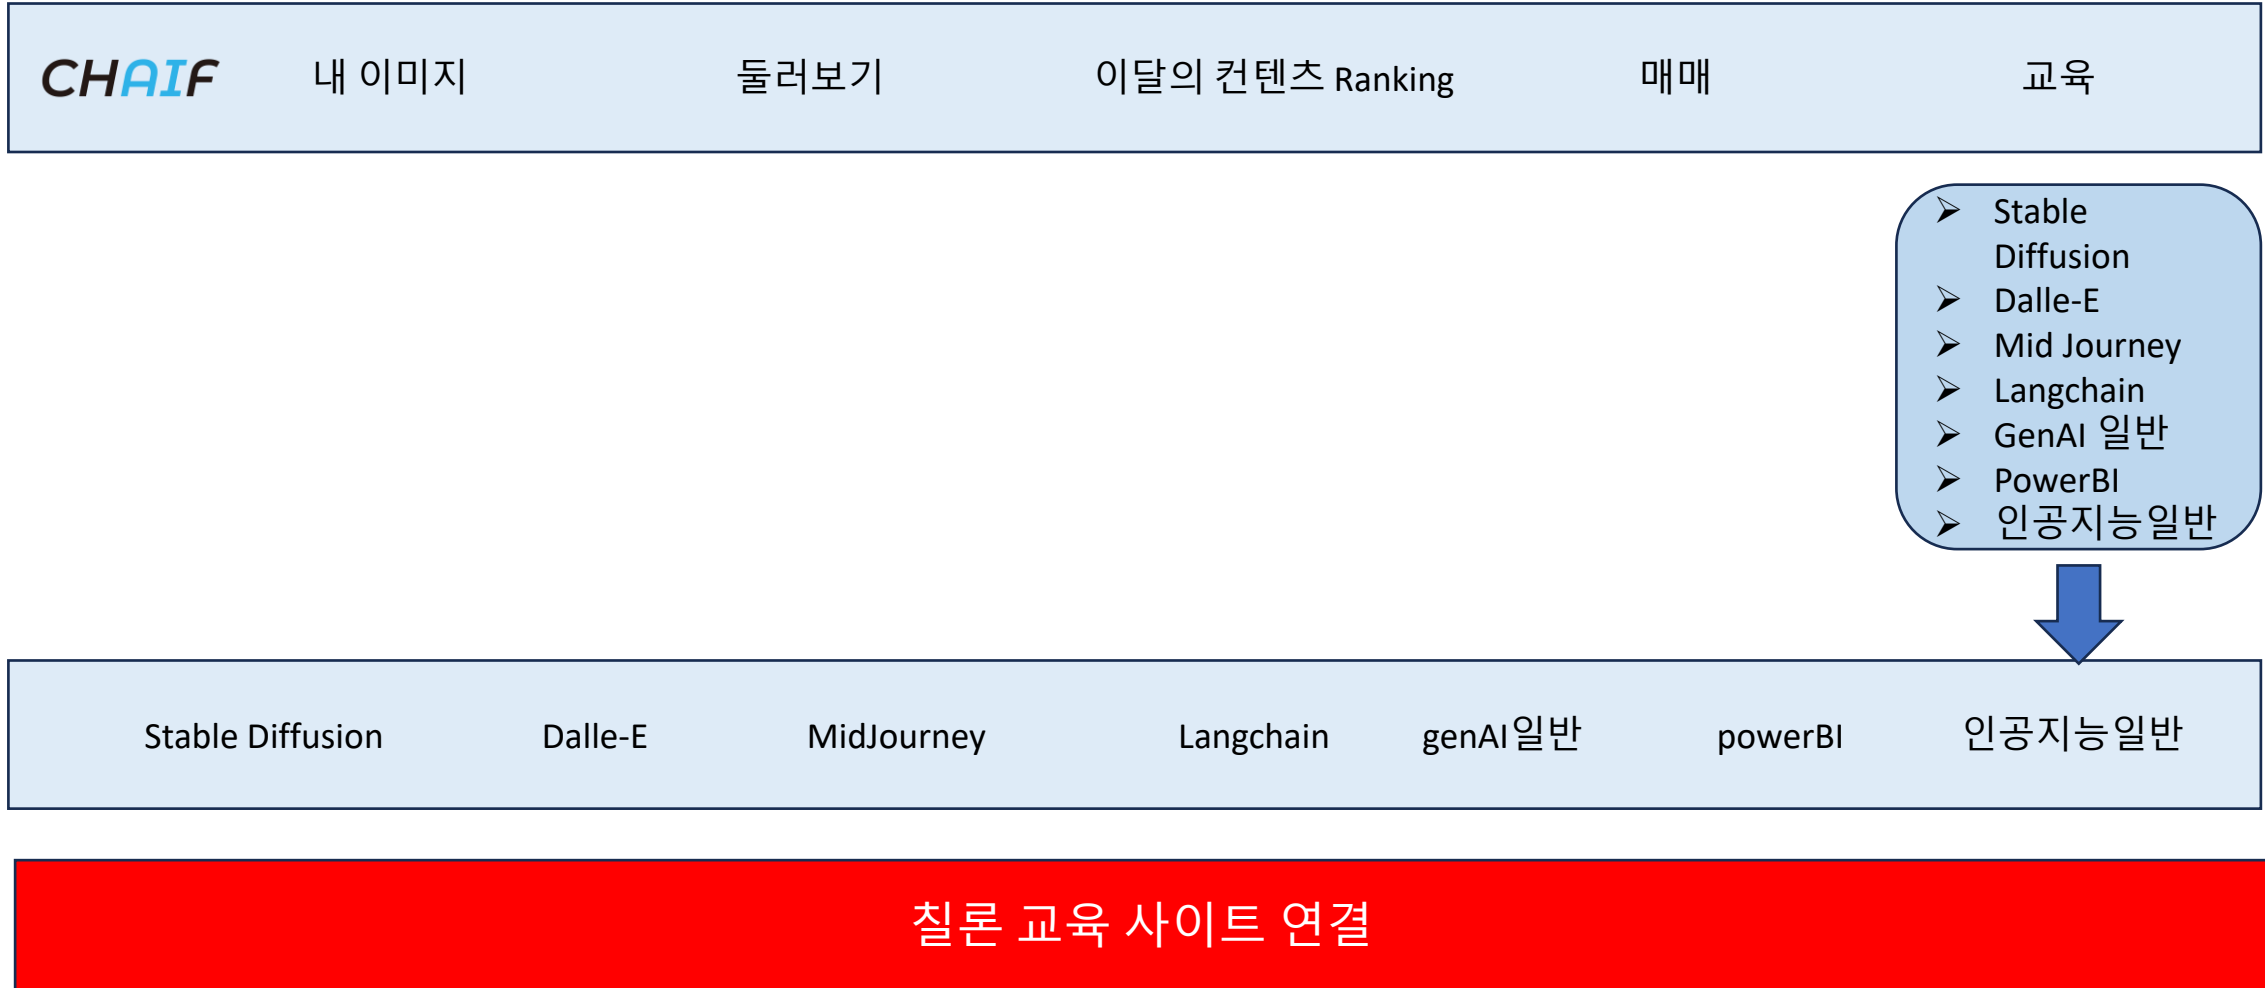 CHAIF 내 이미지 둘러보기 이달의 컨텐츠 Ranking 매매 교육
➢ Stable
Diffusion
➢ Dalle-E
➢ Mid Journey
➢ Langchain
➢ GenAI 일반
➢ PowerBI
➢ 인공지능일반
Stable Diffusion Dalle-E MidJourney Langchain genAI일반 powerBI 인공지능일반
칠론 교육 사이트 연결